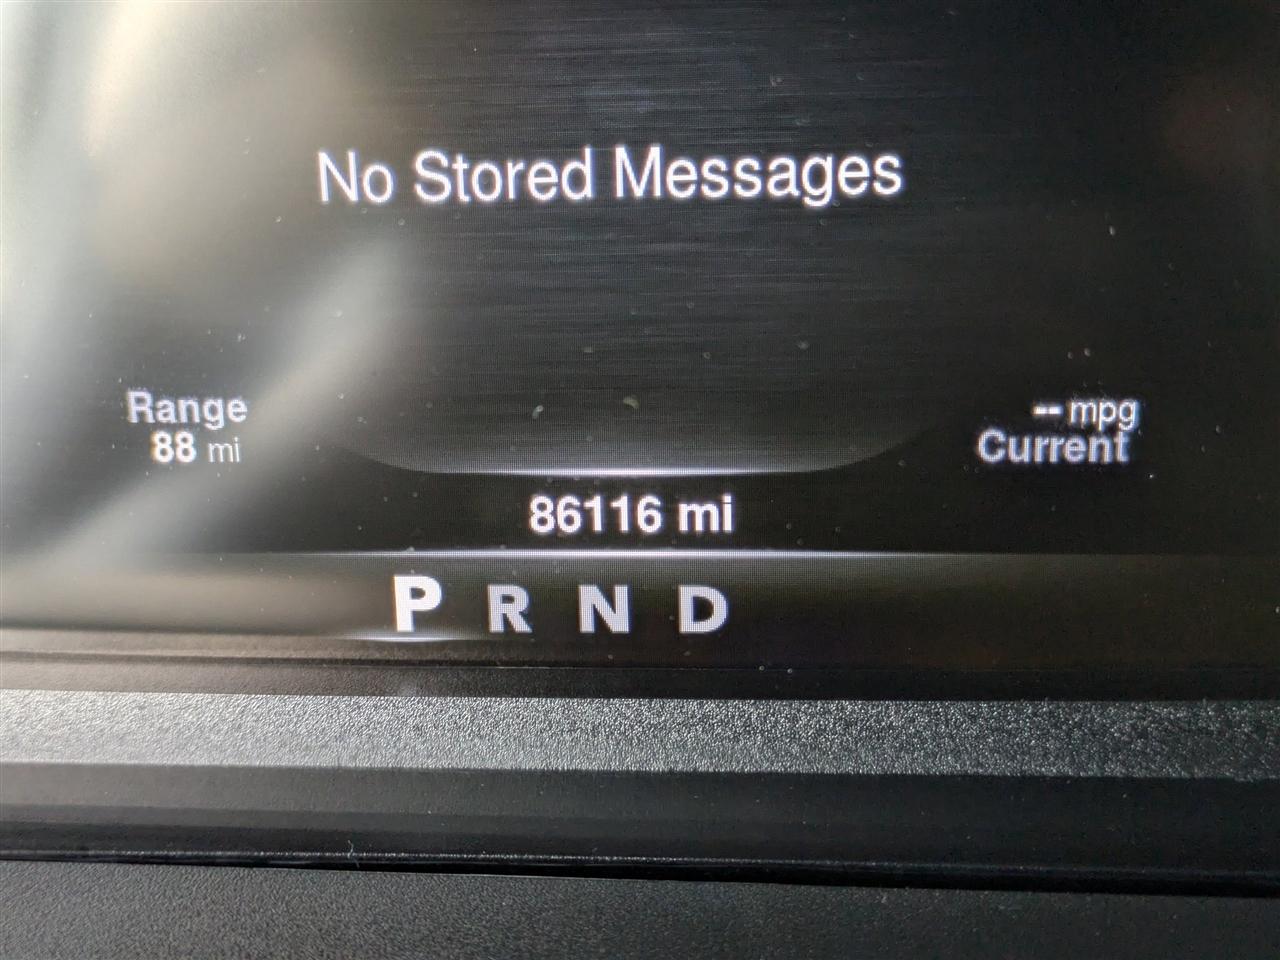 No Stored Messages
Range
88 mi
-- mpg
Current
86116 mi
P R N D